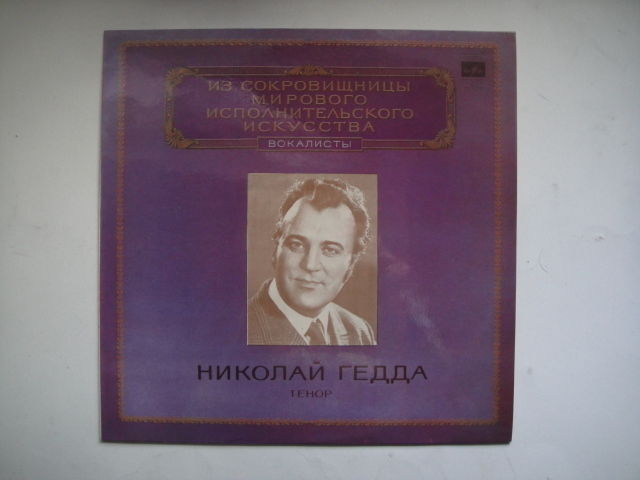 ИЗ СОКРОВИЩНИЦЫ
МИРОВОГО
ИСПОЛНИТЕЛЬСКОГО
ИСКУССТВА
ВОКАЛИСТЫ
НИКОЛАЙ ГЕДДА
ТЕНОР